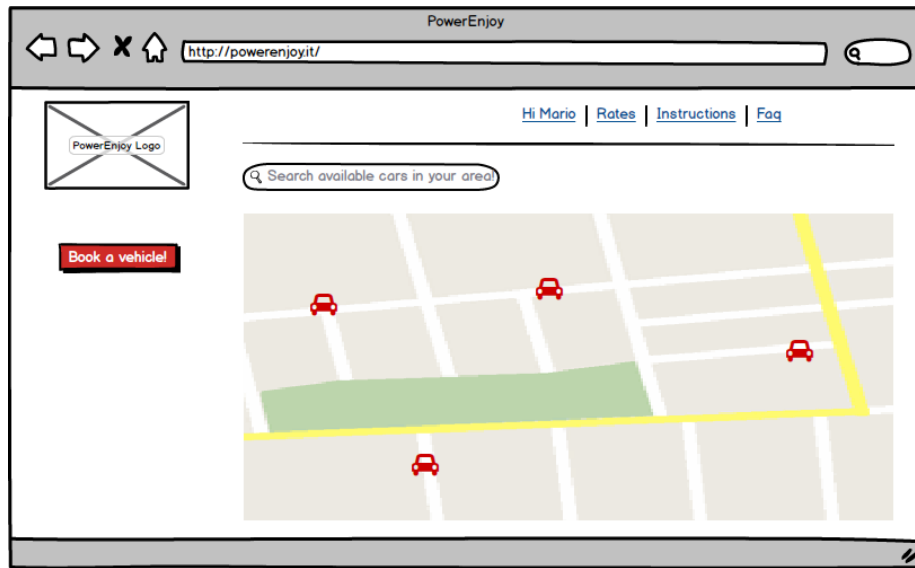 PowerEnjoy
http://powerenjoy.it/
Hi Mario Rates Instructions Faq
PowerEnjoy Logo
Search available cars in your area!
Book a vehicle!